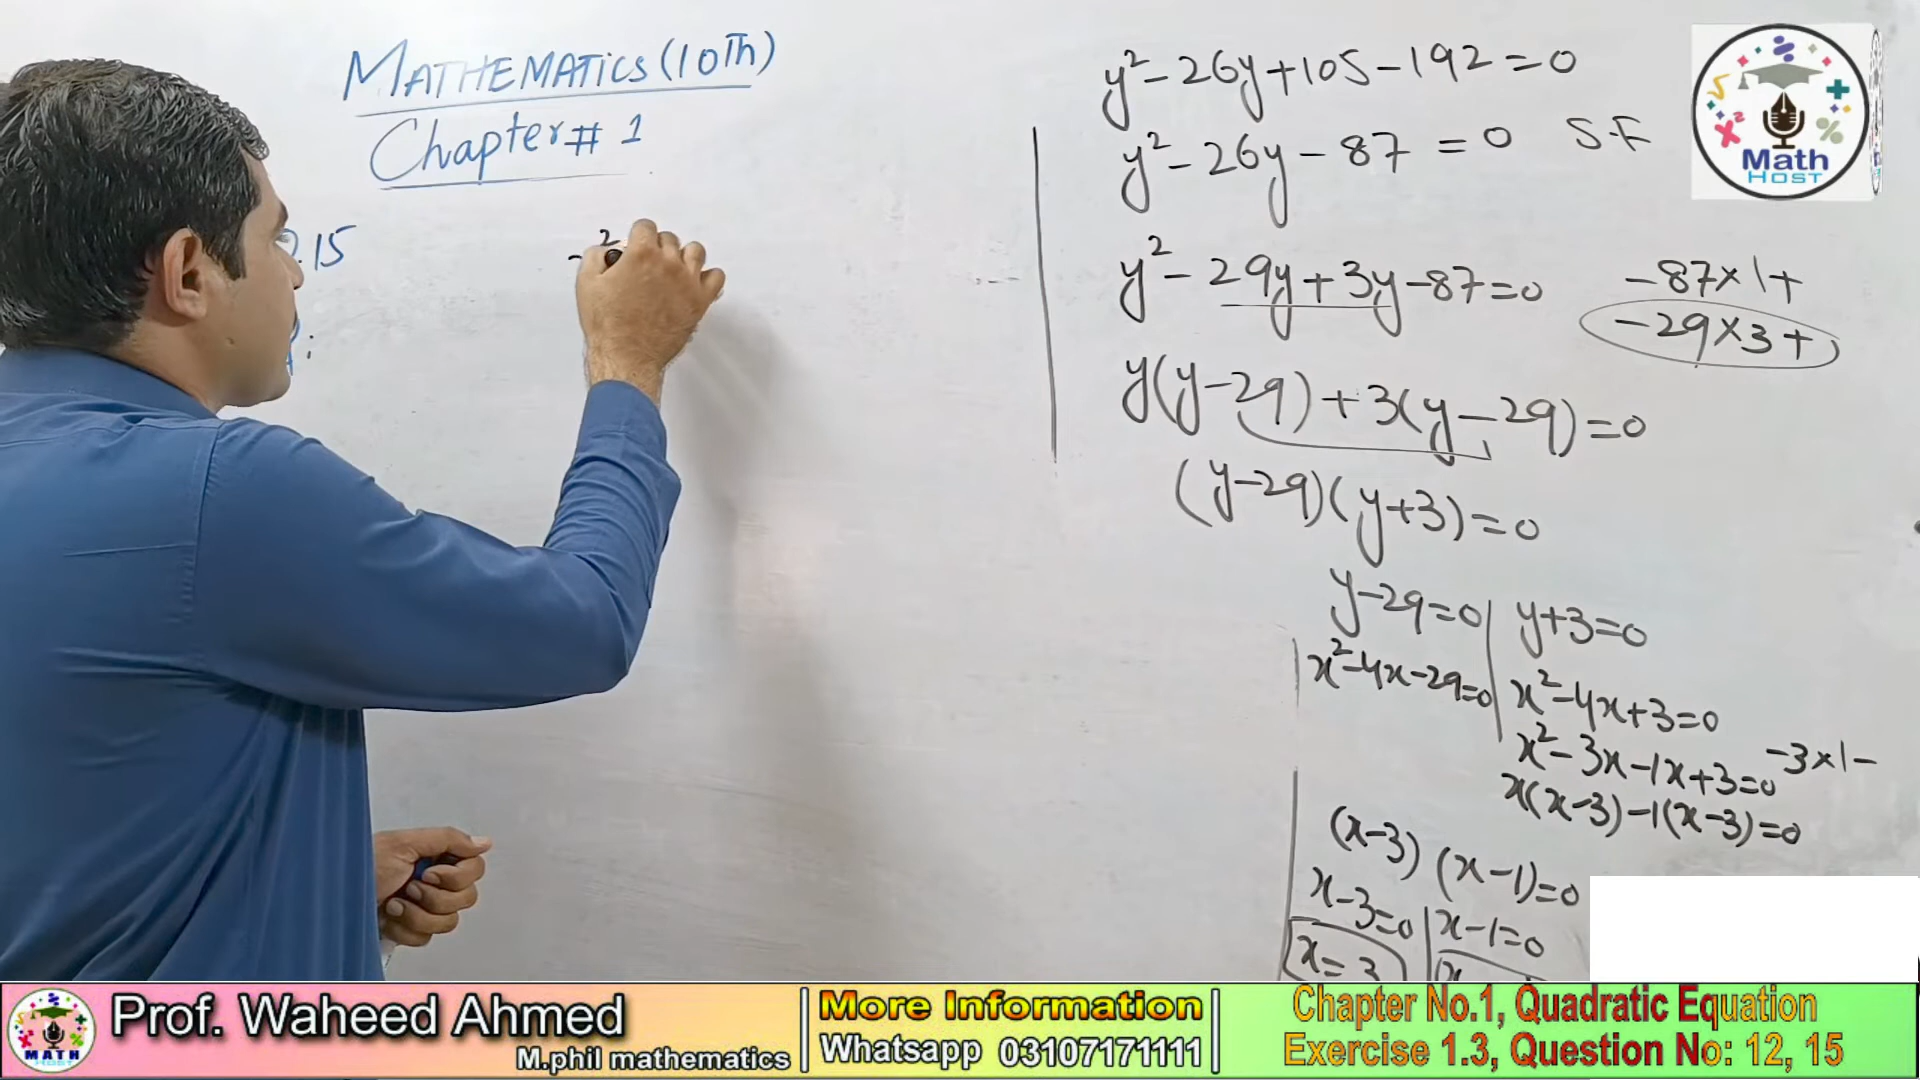 MATHEMATICS (10Th)
Chapter # 1
.15
2
y² - 26y + 105 - 192 = 0
y² - 26y - 87 = 0 S.F
y² - 29y + 3y - 87 = 0
-87 × 1 +
-29 × 3 +
y(y - 29) + 3(y - 29) = 0
(y - 29)(y + 3) = 0
y - 29 = 0 | y + 3 = 0
x² - 4x - 29 = 0 | x² - 4x + 3 = 0
x² - 3x - 1x + 3 = 0 -3 × 1 -
x(x - 3) - 1(x - 3) = 0
(x - 3) (x - 1) = 0
x - 3 = 0 | x - 1 = 0
x = 3
Math
HOST
MATH
Prof. Waheed Ahmed
M.phil mathematics
More Information
Whatsapp 03107171111
Chapter No.1, Quadratic Equation
Exercise 1.3, Question No: 12, 15